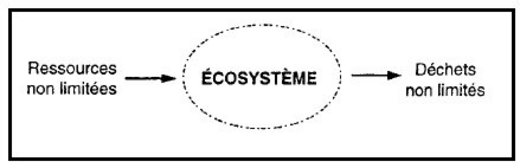 Ressources
non limitées
ÉCOSYSTÈME
Déchets
non limités